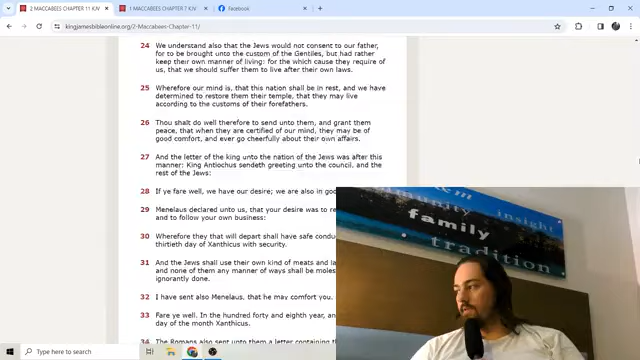 2 MACCABEES CHAPTER 11 KJV
1 MACCABEES CHAPTER 7 KJV
Facebook
kingjamesbibleonline.org/2-Maccabees-Chapter-11/
24 We understand also that the Jews would not consent to our father,
for to be brought unto the custom of the Gentiles, but had rather
keep their own manner of living: for the which cause they require of
us, that we should suffer them to live after their own laws.
25 Wherefore our mind is, that this nation shall be in rest, and we have
determined to restore them their temple, that they may live
according to the customs of their forefathers.
26 Thou shalt do well therefore to send unto them, and grant them
peace, that when they are certified of our mind, they may be of
good comfort, and ever go cheerfully about their own affairs.
27 And the letter of the king unto the nation of the Jews was after this
manner: King Antiochus sendeth greeting unto the council, and the
rest of the Jews:
28 If ye fare well, we have our desire; we are also in
29 Menelaus declared unto us, that your desire was to
and to follow your own business:
30 Wherefore they that will depart shall have safe
thirtieth day of Xanthicus with security.
31 And the Jews shall use their own kind of meats and
and none of them any manner of ways shall be
ignorantly done.
32 I have sent also Menelaus, that he may comfort you.
33 Fare ye well. In the hundred forty and eighth year,
day of the month Xanthicus.
34 The Romans also sent unto them a letter containing
insight
community
family
tradition
Type here to search